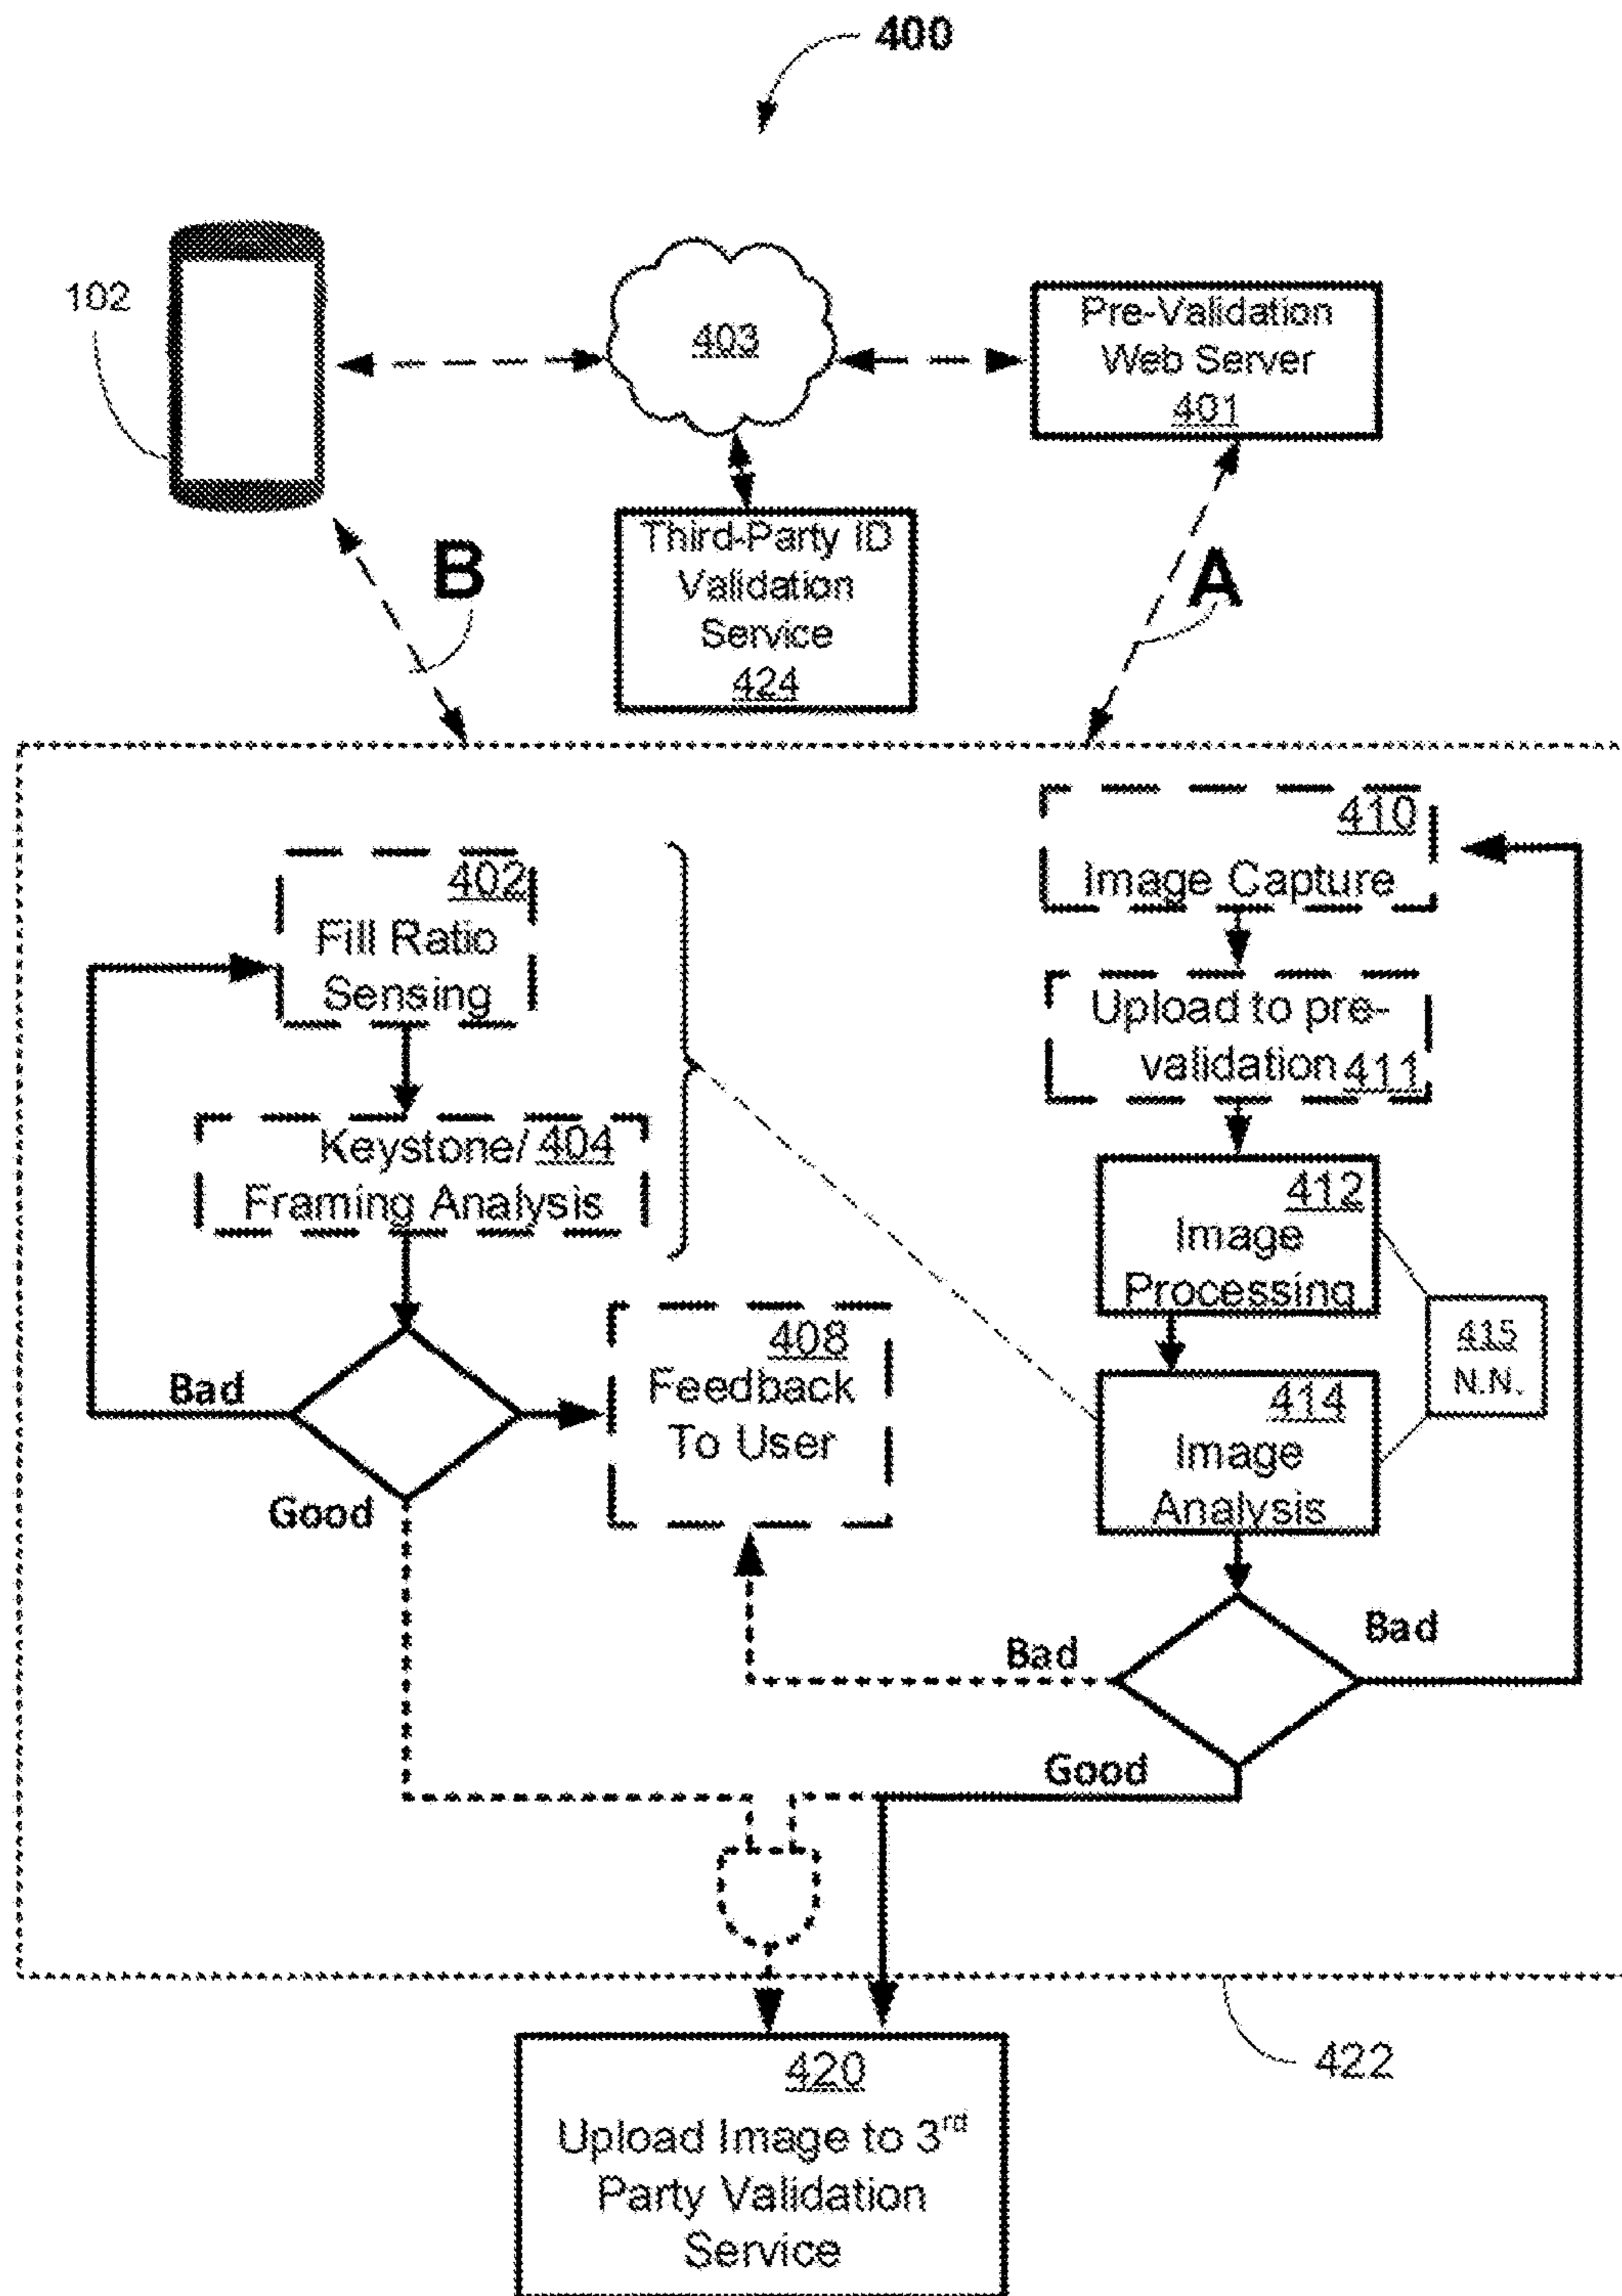 400
102
403
Pre-Validation
Web Server
401
Third-Party ID
Validation
Service
424
B
A
402
Fill Ratio
Sensing
Keystone/ 404
Framing Analysis
Bad
Good
408
Feedback
To User
410
Image Capture
Upload to pre-
validation 411
412
Image
Processing
415
N.N.
414
Image
Analysis
Bad
Bad
Good
422
420
Upload Image to 3rd
Party Validation
Service